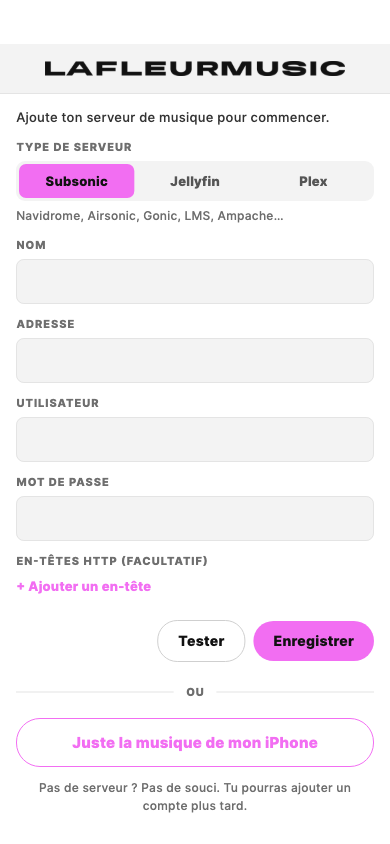 LAFLEURMUSIC
Ajoute ton serveur de musique pour commencer.
TYPE DE SERVEUR
Subsonic Jellyfin Plex
Navidrome, Airsonic, Gonic, LMS, Ampache...
NOM
ADRESSE
UTILISATEUR
MOT DE PASSE
EN-TÊTES HTTP (FACULTATIF)
+ Ajouter un en-tête
Tester Enregistrer
OU
Juste la musique de mon iPhone
Pas de serveur ? Pas de souci. Tu pourras ajouter un
compte plus tard.